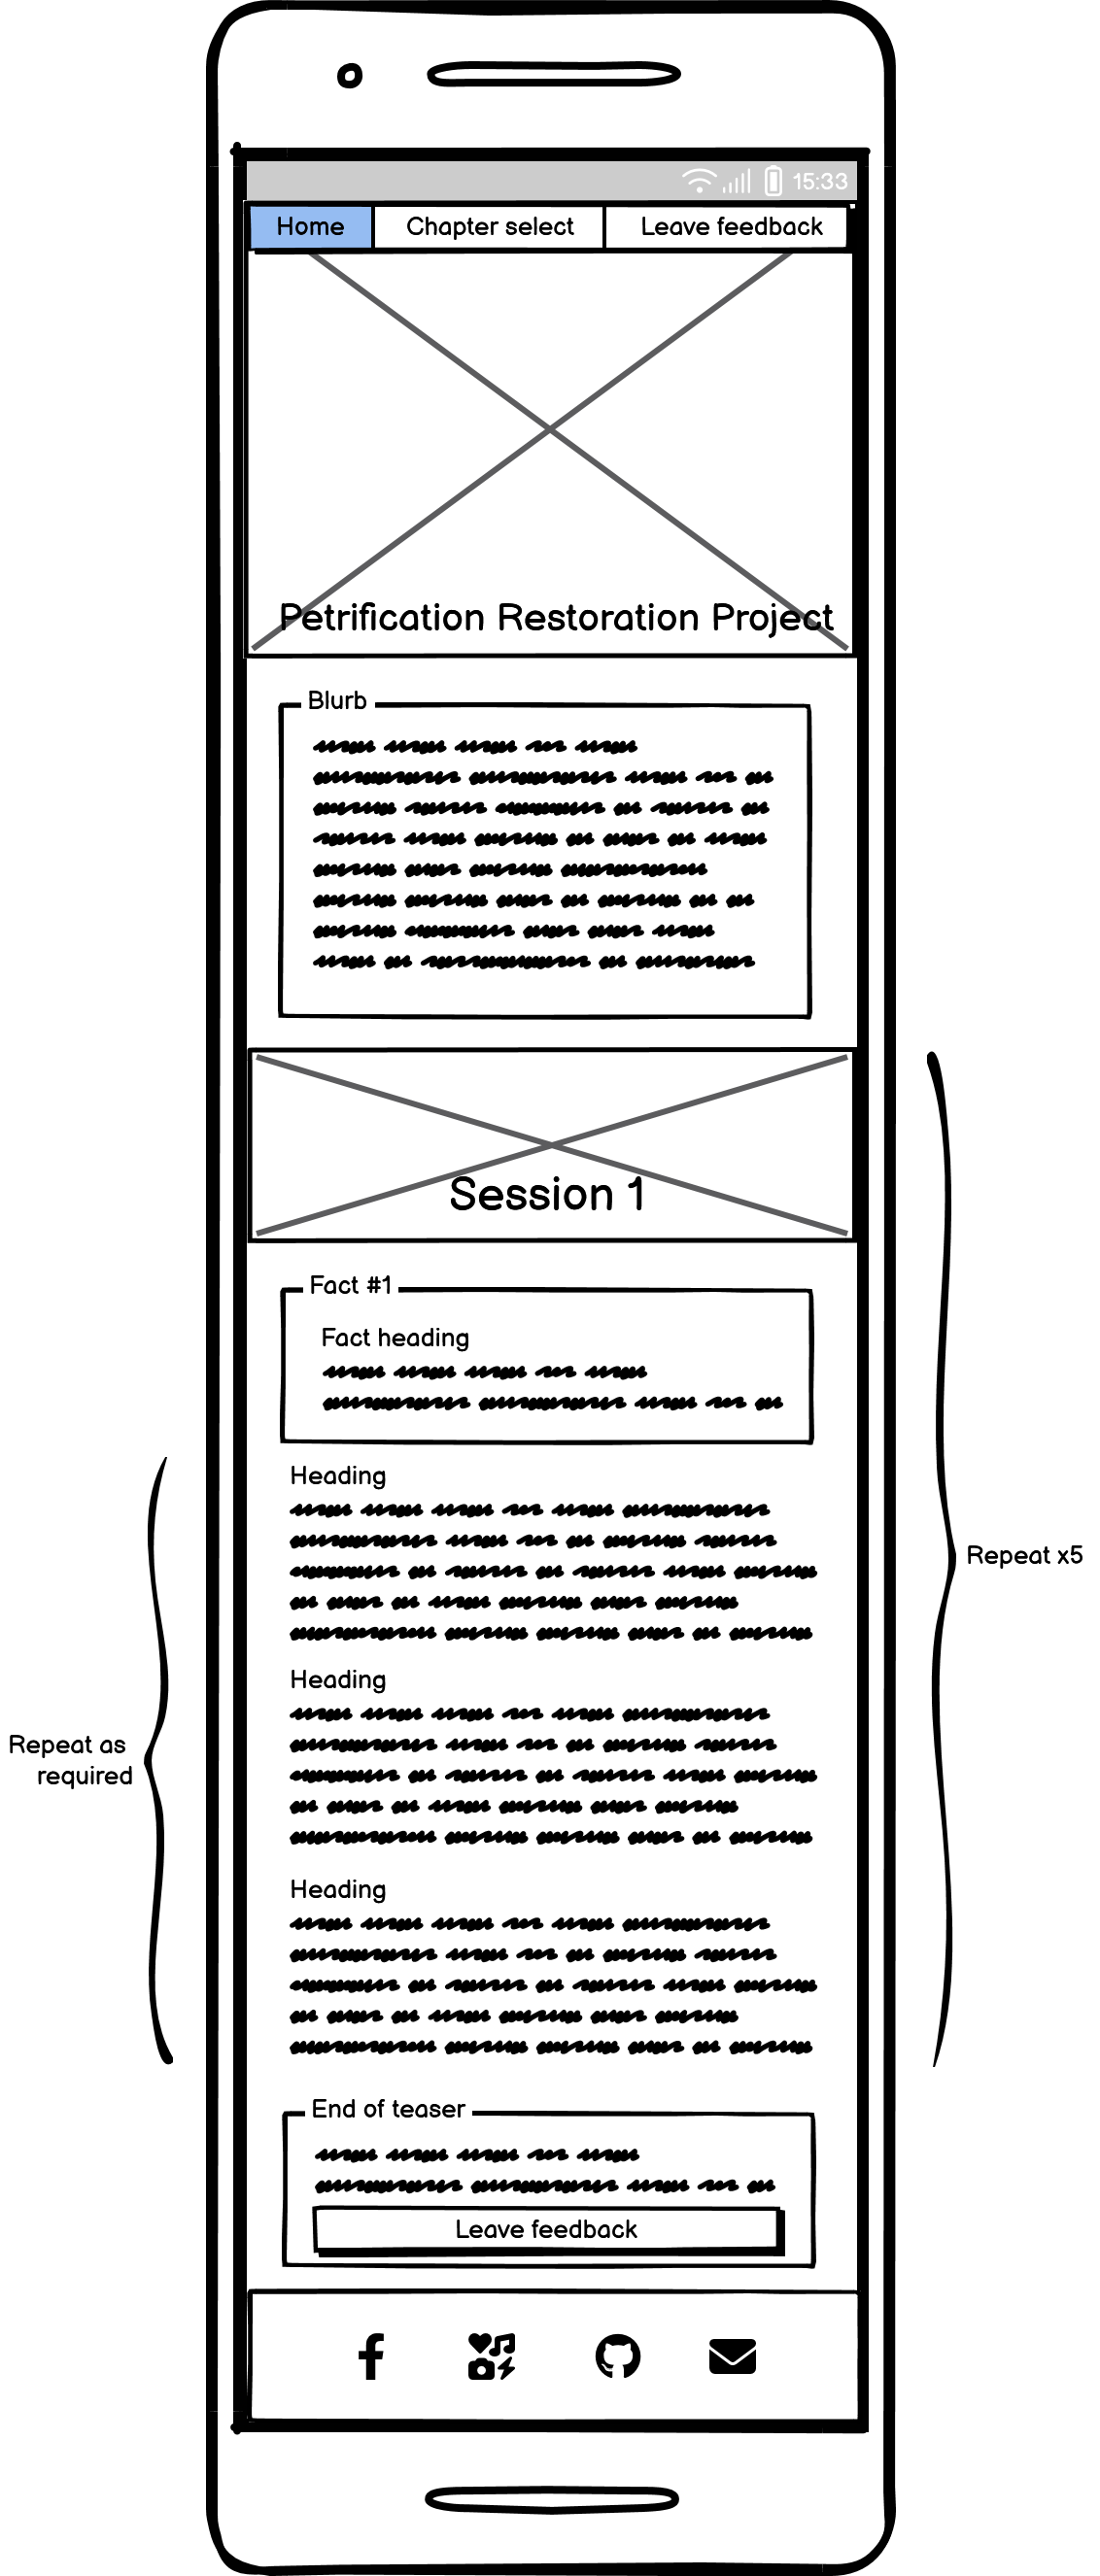 15:33
Home Chapter select Leave feedback
Petrification Restoration Project
Blurb
Session 1
Fact #1
Fact heading
Heading
Repeat x5
Heading
Repeat as
required
Heading
End of teaser
Leave feedback